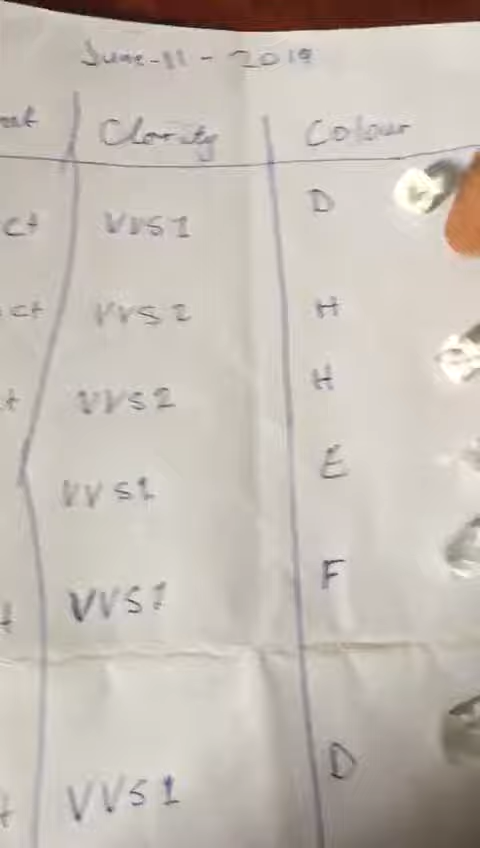 June-11-2019
Clarity Colour
ct VVS1 D
ct VVS2 H
VVS2 H
VVS1 E
VVS1 F
VVS1 D